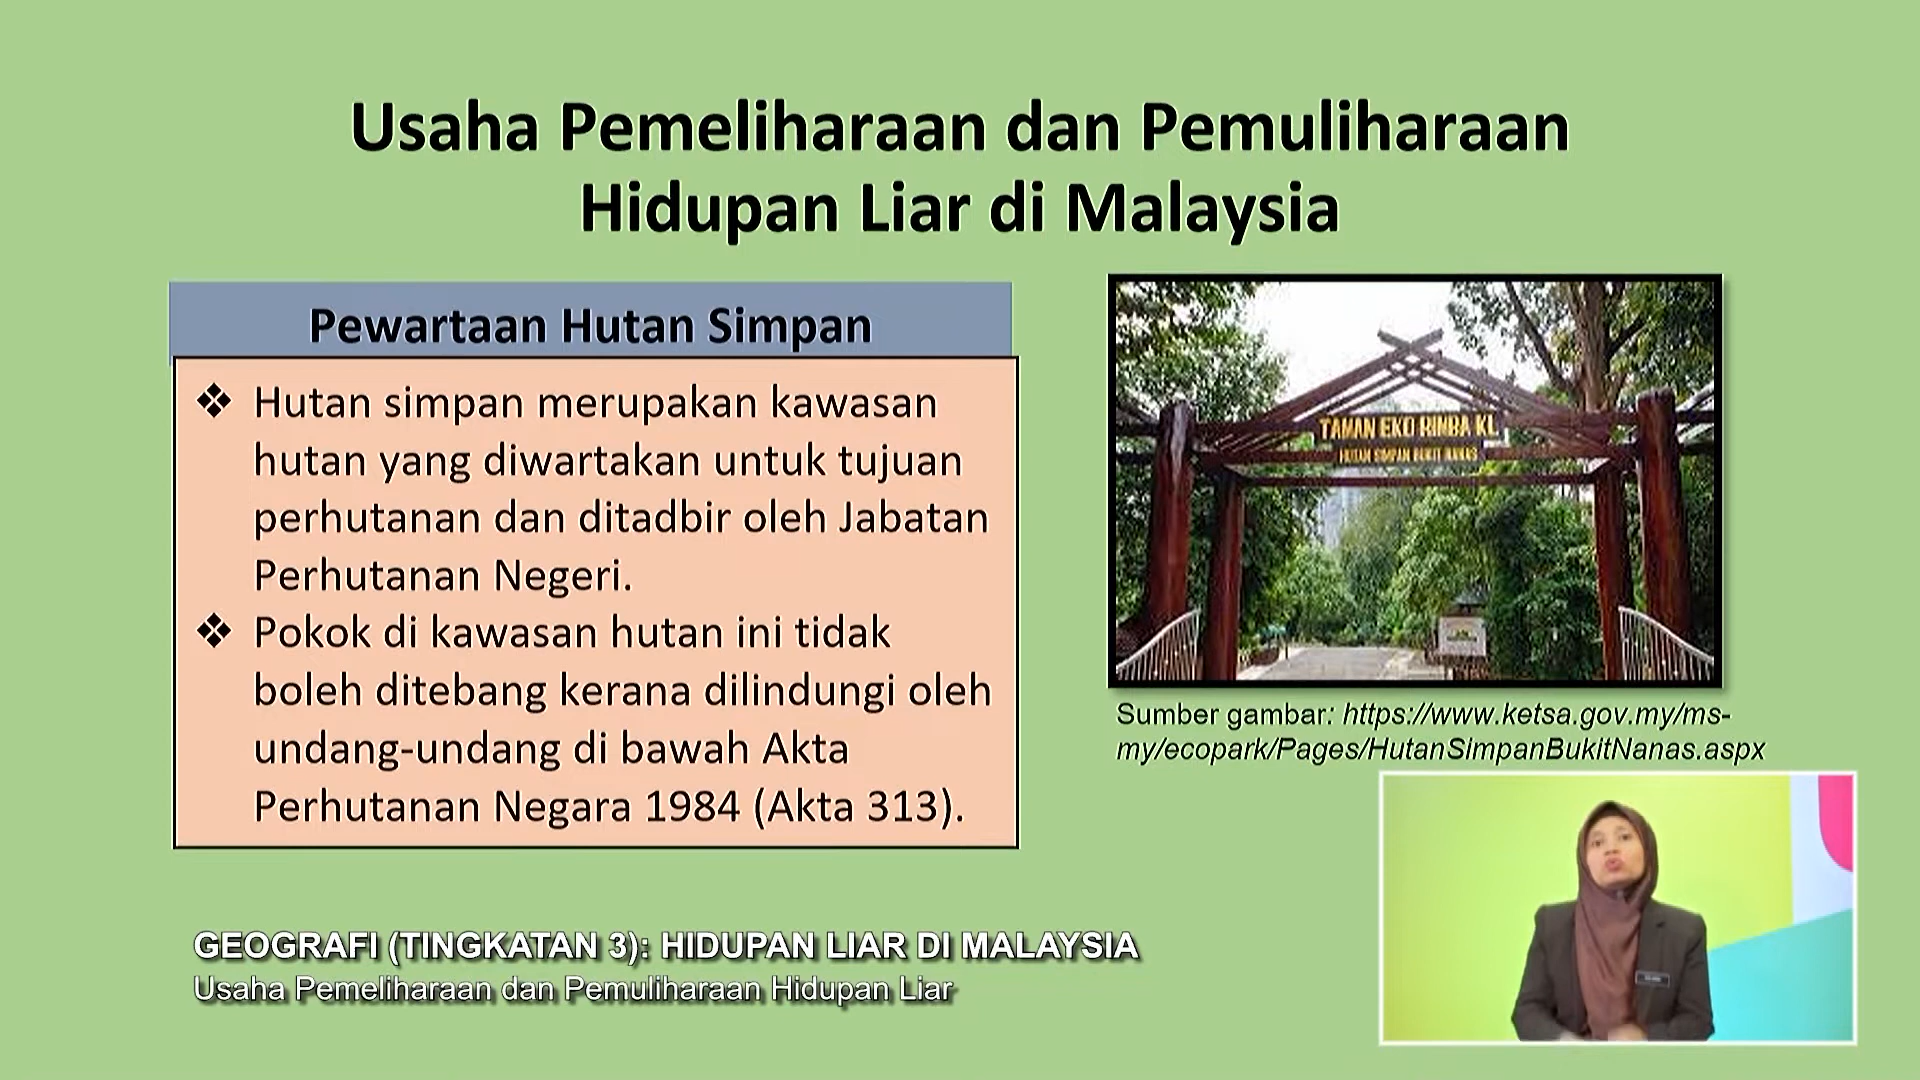 Usaha Pemeliharaan dan Pemuliharaan
Hidupan Liar di Malaysia
Pewartaan Hutan Simpan
❖ Hutan simpan merupakan kawasan
hutan yang diwartakan untuk tujuan
perhutanan dan ditadbir oleh Jabatan
Perhutanan Negeri.
❖ Pokok di kawasan hutan ini tidak
boleh ditebang kerana dilindungi oleh
undang-undang di bawah Akta
Perhutanan Negara 1984 (Akta 313).
TAMAN EKO RIMBA KL
HUTAN SIMPAN BUKIT NANAS
Sumber gambar: https://www.ketsa.gov.my/ms-
my/ecopark/Pages/HutanSimpanBukitNanas.aspx
GEOGRAFI (TINGKATAN 3): HIDUPAN LIAR DI MALAYSIA
Usaha Pemeliharaan dan Pemuliharaan Hidupan Liar